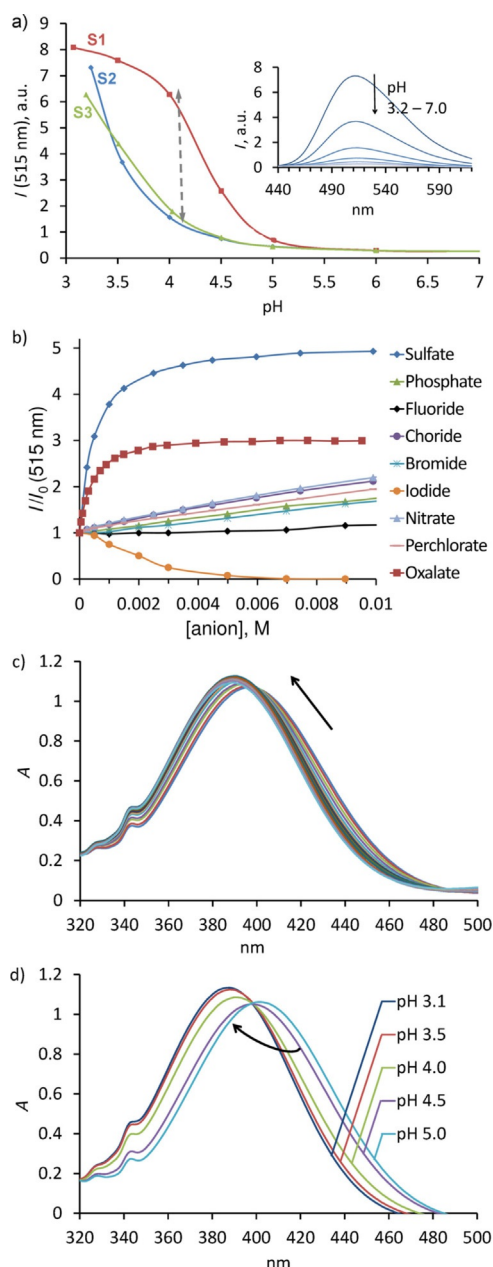 a)
9
8
7
6
5
4
3
2
1
0
I (515 nm), a.u.
S1
S2
S3
3 3.5 4 4.5 5 5.5 6 6.5 7
pH
8
6
4
2
0
I, a.u.
pH
3.2 – 7.0
440 490 540 590
nm
b)
5
4
3
2
1
0
I/I0 (515 nm)
0 0.002 0.004 0.006 0.008 0.01
[anion], M
Sulfate
Phosphate
Fluoride
Choride
Bromide
Iodide
Nitrate
Perchlorate
Oxalate
c)
1.2
1
0.8
0.6
0.4
0.2
0
A
320 340 360 380 400 420 440 460 480 500
nm
d)
1.2
1
0.8
0.6
0.4
0.2
0
A
pH 3.1
pH 3.5
pH 4.0
pH 4.5
pH 5.0
320 340 360 380 400 420 440 460 480 500
nm